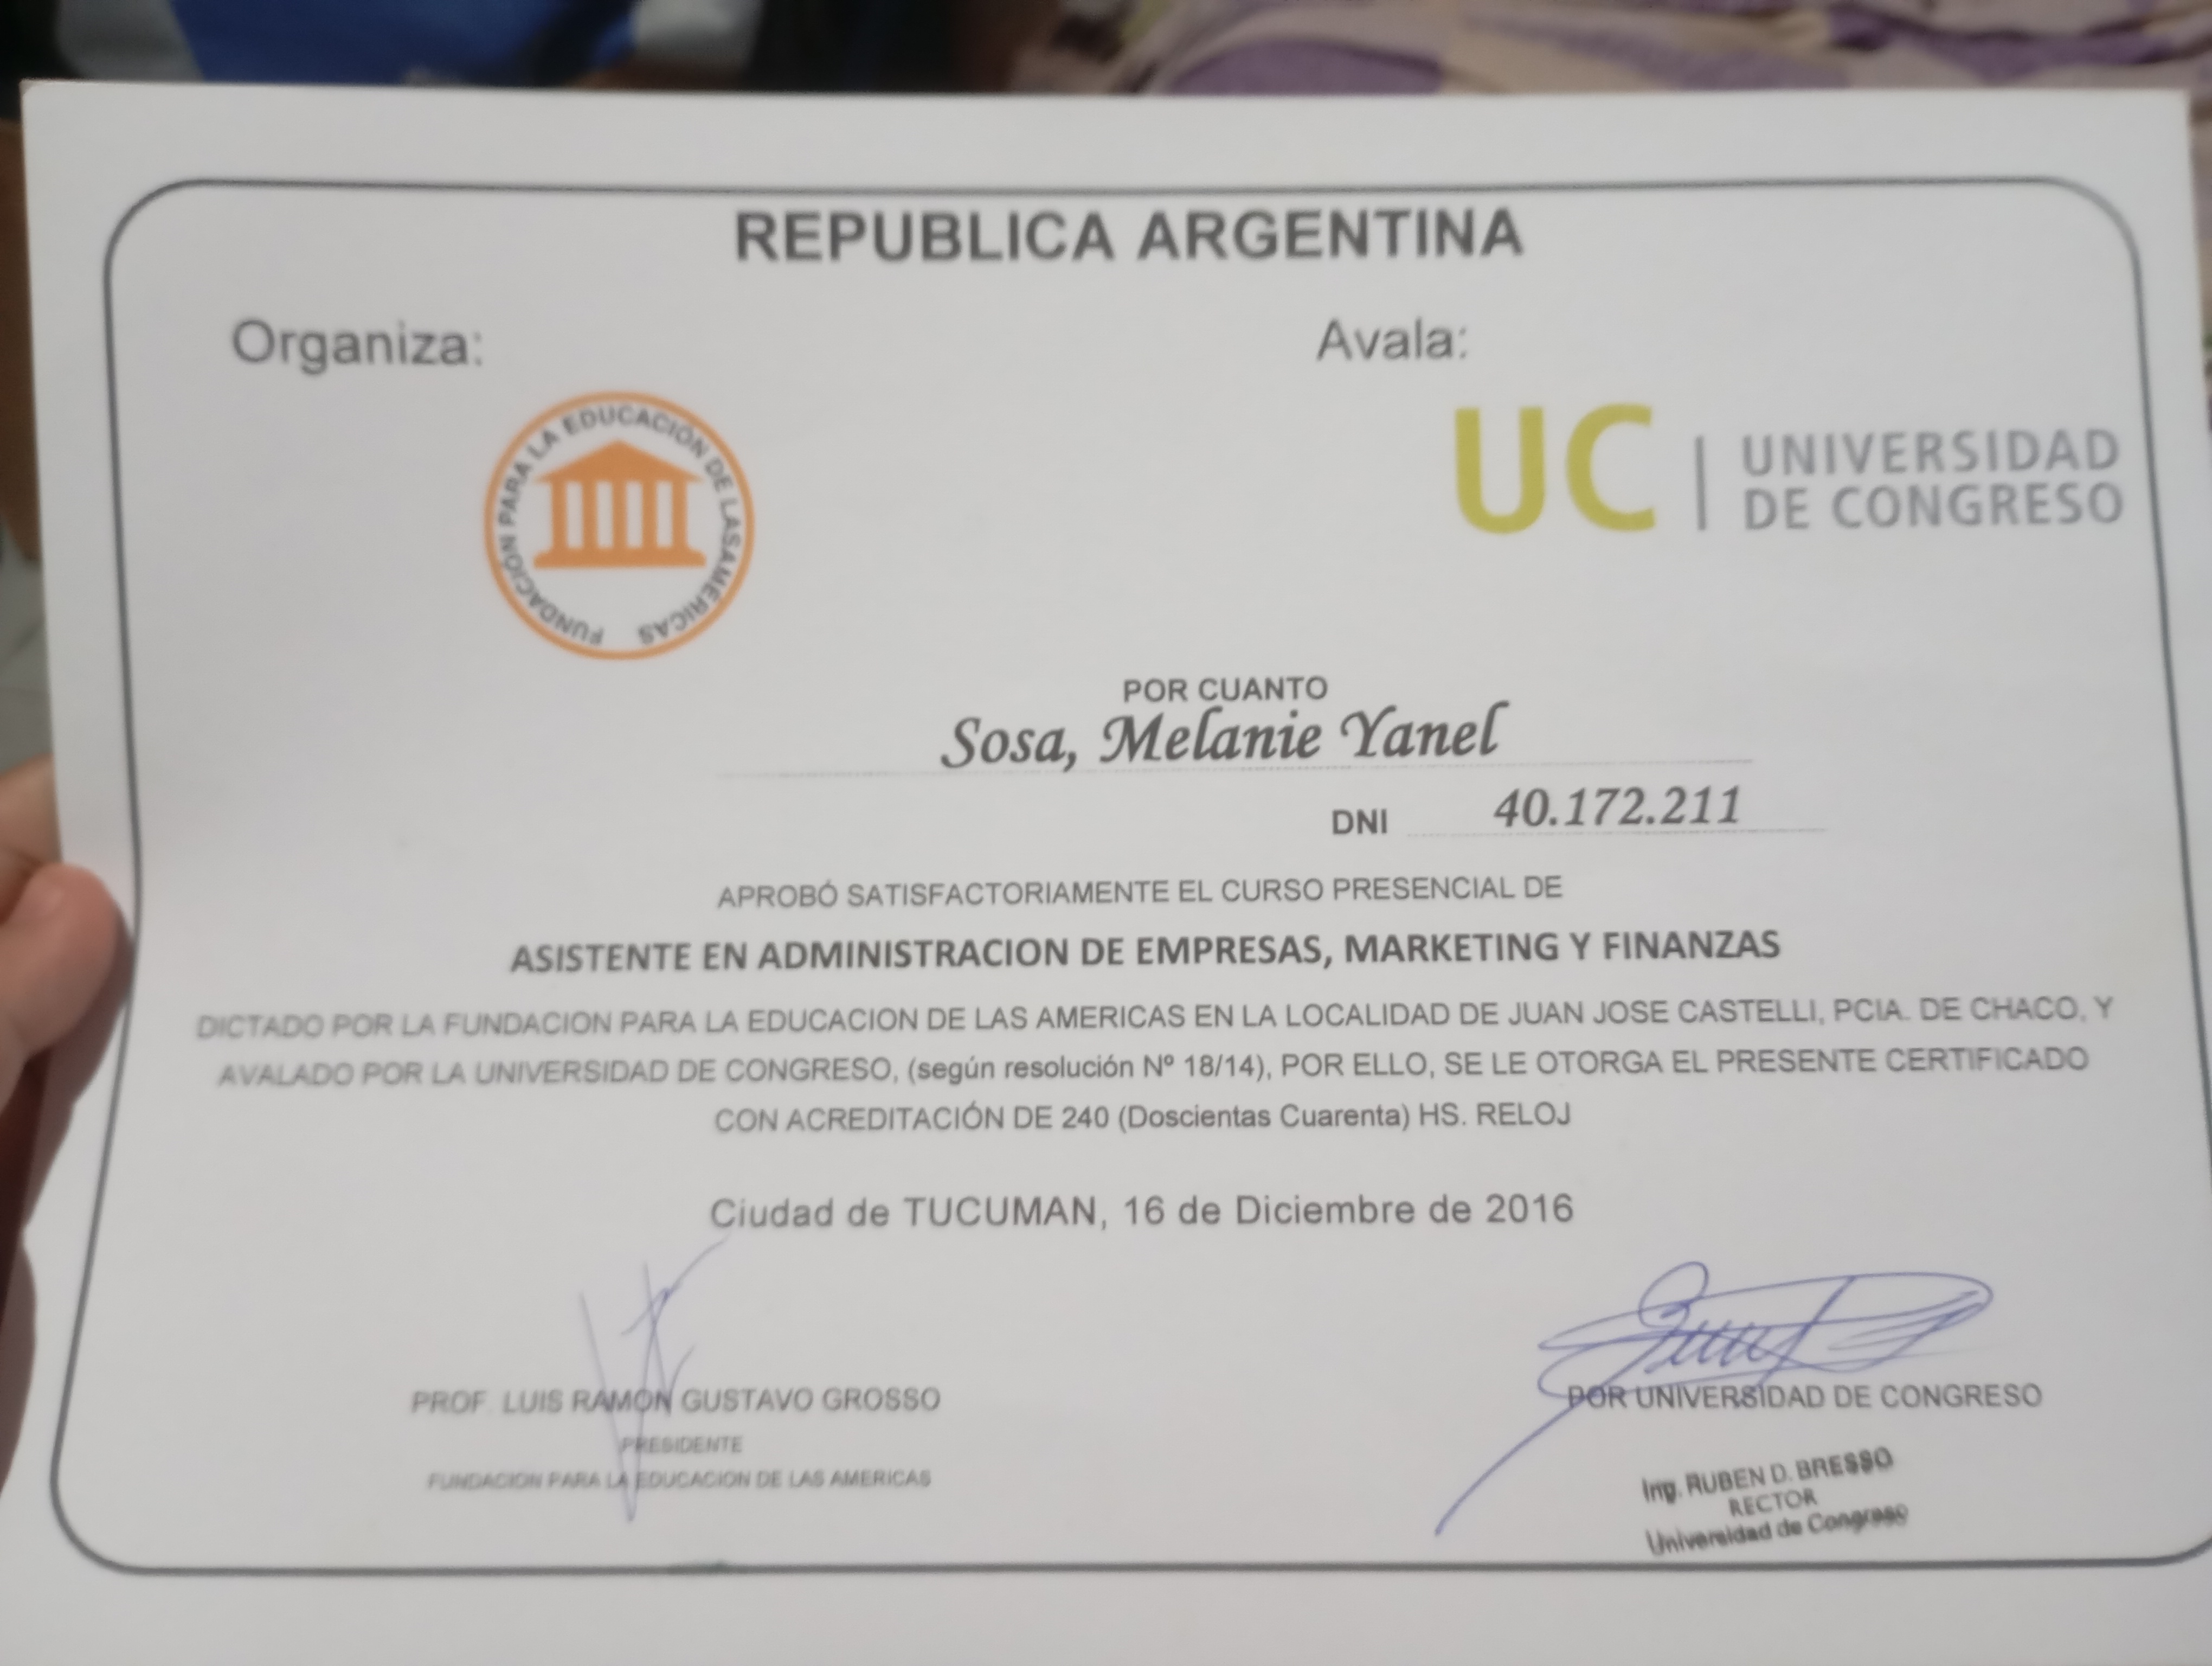 REPUBLICA ARGENTINA
Organiza:
Avala:
FUNDACIÓN PARA LA EDUCACIÓN DE LASAMERICAS
UC | UNIVERSIDAD
DE CONGRESO
POR CUANTO
Sosa, Melanie Yanel
DNI 40.172.211
APROBÓ SATISFACTORIAMENTE EL CURSO PRESENCIAL DE
ASISTENTE EN ADMINISTRACION DE EMPRESAS, MARKETING Y FINANZAS
DICTADO POR LA FUNDACION PARA LA EDUCACION DE LAS AMERICAS EN LA LOCALIDAD DE JUAN JOSE CASTELLI, PCIA. DE CHACO, Y
AVALADO POR LA UNIVERSIDAD DE CONGRESO, (según resolución Nº 18/14), POR ELLO, SE LE OTORGA EL PRESENTE CERTIFICADO
CON ACREDITACIÓN DE 240 (Doscientas Cuarenta) HS. RELOJ
Ciudad de TUCUMAN, 16 de Diciembre de 2016
PROF. LUIS RAMON GUSTAVO GROSSO
PRESIDENTE
FUNDACION PARA LA EDUCACION DE LAS AMERICAS
POR UNIVERSIDAD DE CONGRESO
Ing. RUBEN D. BRESSO
RECTOR
Universidad de Congreso